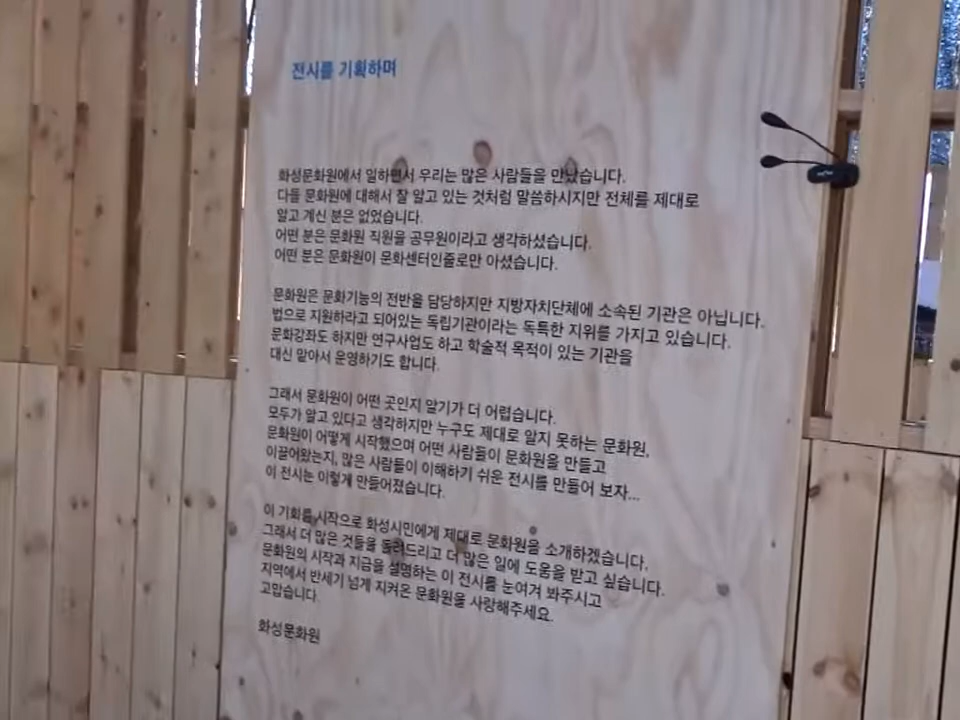 전시를 기획하며
화성문화원에서 일하면서 우리는 많은 사람들을 만났습니다.
다들 문화원에 대해서 잘 알고 있는 것처럼 말씀하시지만 전체를 제대로
알고 계신 분은 없었습니다.
어떤 분은 문화원 직원을 공무원이라고 생각하셨습니다.
어떤 분은 문화원이 문화센터인줄로만 아셨습니다.
문화원은 문화기능의 전반을 담당하지만 지방자치단체에 소속된 기관은 아닙니다.
법으로 지원하라고 되어있는 독립기관이라는 독특한 지위를 가지고 있습니다.
문화강좌도 하지만 연구사업도 하고 학술적 목적이 있는 기관을
대신 맡아서 운영하기도 합니다.
그래서 문화원이 어떤 곳인지 알기가 더 어렵습니다.
모두가 알고 있다고 생각하지만 누구도 제대로 알지 못하는 문화원,
문화원이 어떻게 시작했으며 어떤 사람들이 문화원을 만들고
이끌어왔는지, 많은 사람들이 이해하기 쉬운 전시를 만들어 보자...
이 전시는 이렇게 만들어졌습니다.
이 기회를 시작으로 화성시민에게 제대로 문화원을 소개하겠습니다.
그래서 더 많은 것들을 돌려드리고 더 많은 일에 도움을 받고 싶습니다.
문화원의 시작과 지금을 설명하는 이 전시를 눈여겨 봐주시고
지역에서 반세기 넘게 지켜온 문화원을 사랑해주세요.
고맙습니다.
화성문화원